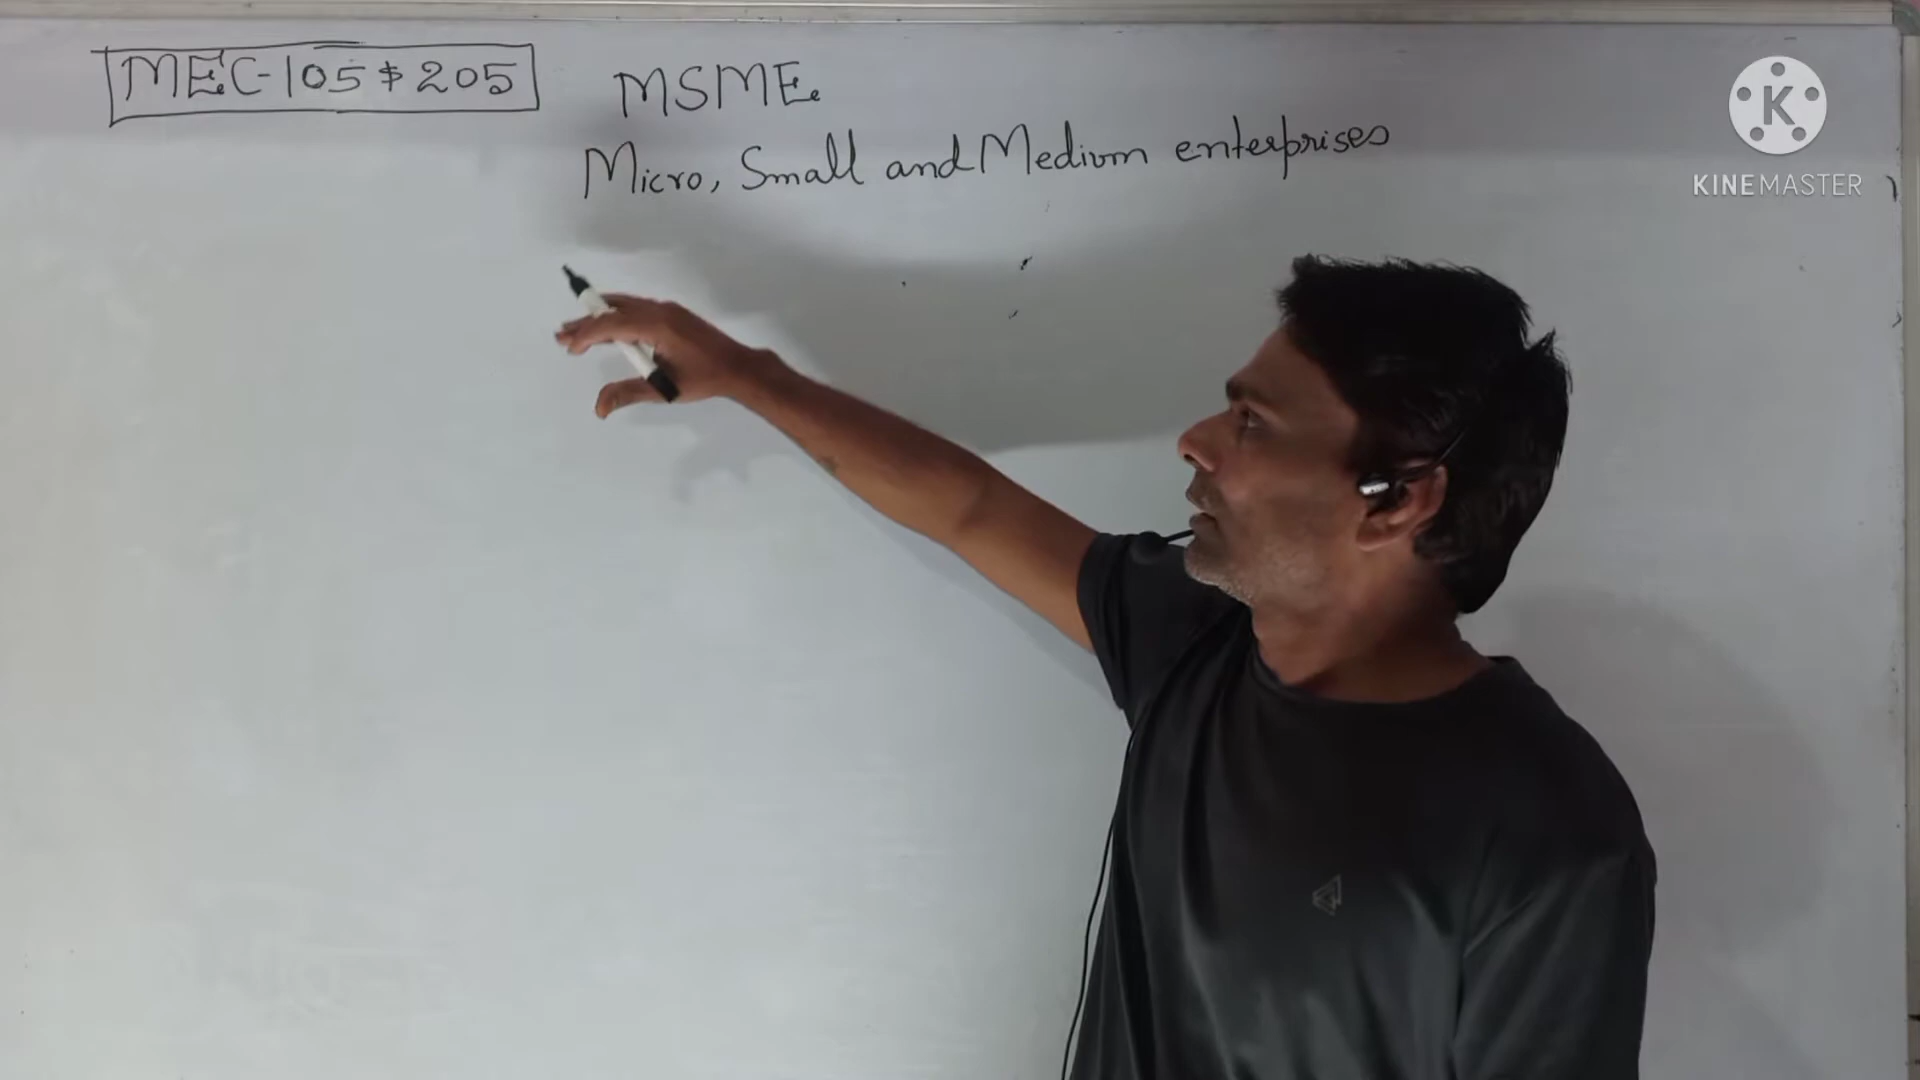 MEC-105 & 205
MSME.
Micro, Small and Medium enterprises
K
KINEMASTER